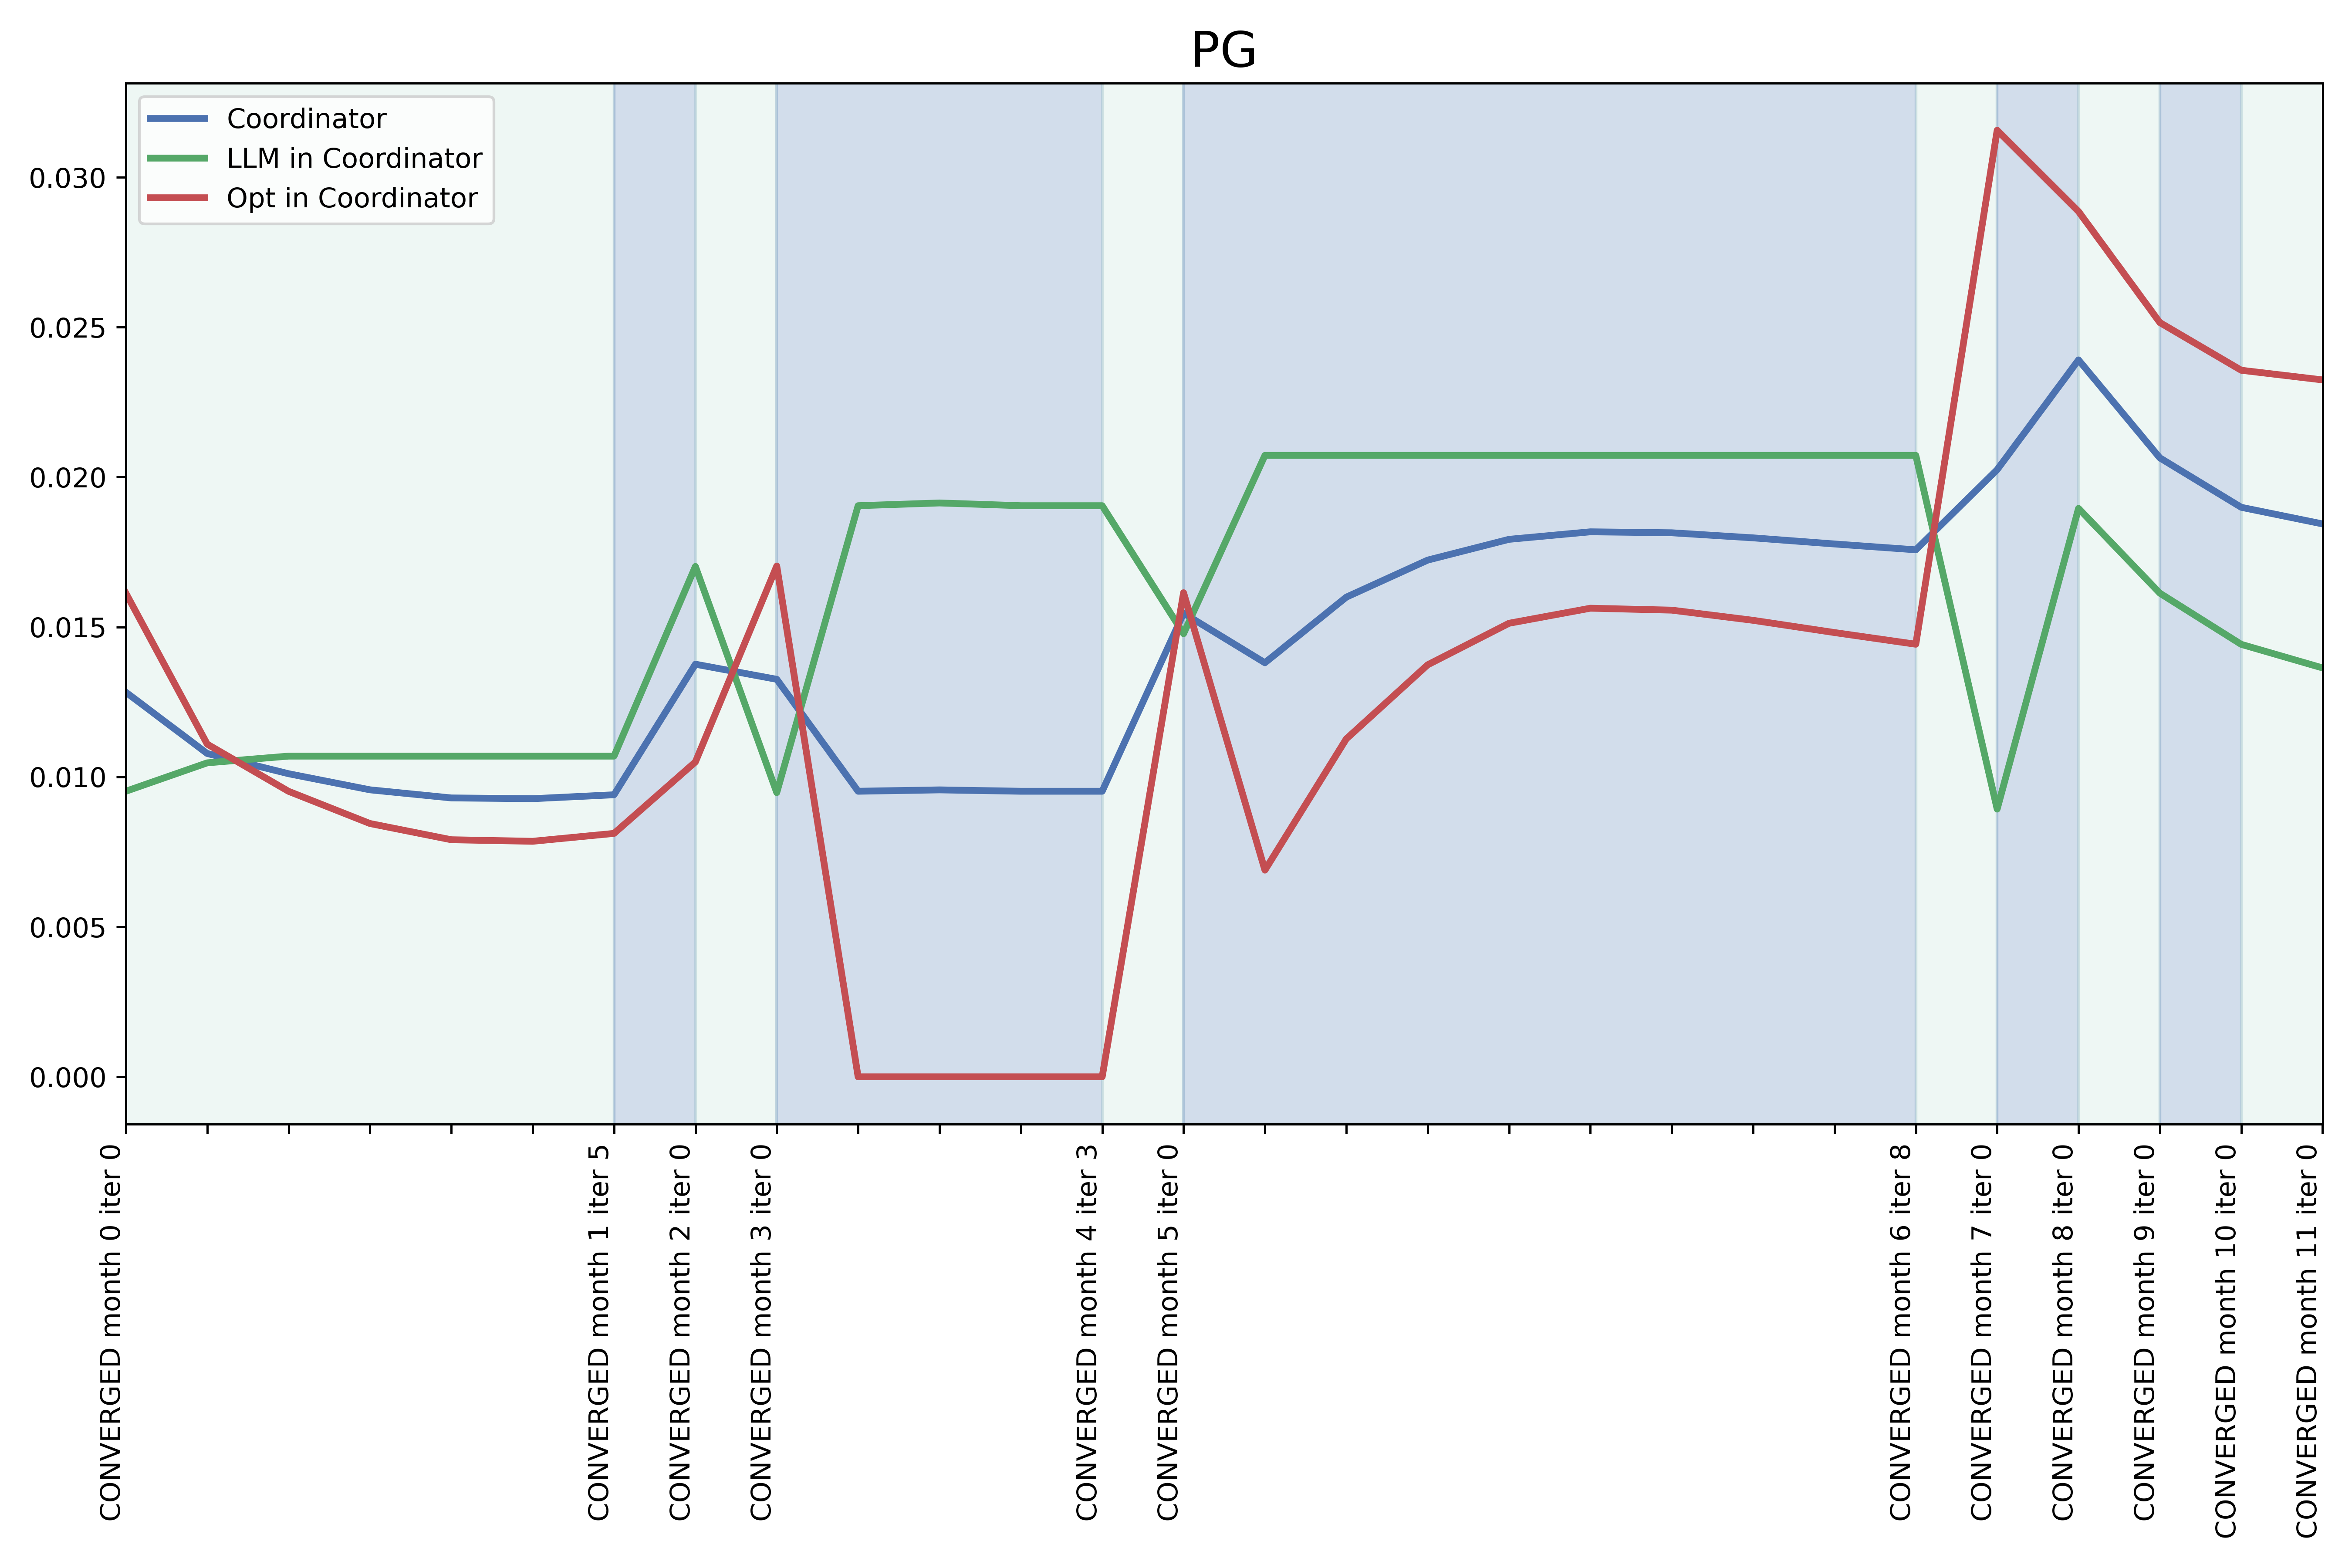 PG
Coordinator
LLM in Coordinator
Opt in Coordinator
0.030
0.025
0.020
0.015
0.010
0.005
0.000
CONVERGED month 0 iter 0
CONVERGED month 1 iter 5
CONVERGED month 2 iter 0
CONVERGED month 3 iter 0
CONVERGED month 4 iter 3
CONVERGED month 5 iter 0
CONVERGED month 6 iter 8
CONVERGED month 7 iter 0
CONVERGED month 8 iter 0
CONVERGED month 9 iter 0
CONVERGED month 10 iter 0
CONVERGED month 11 iter 0